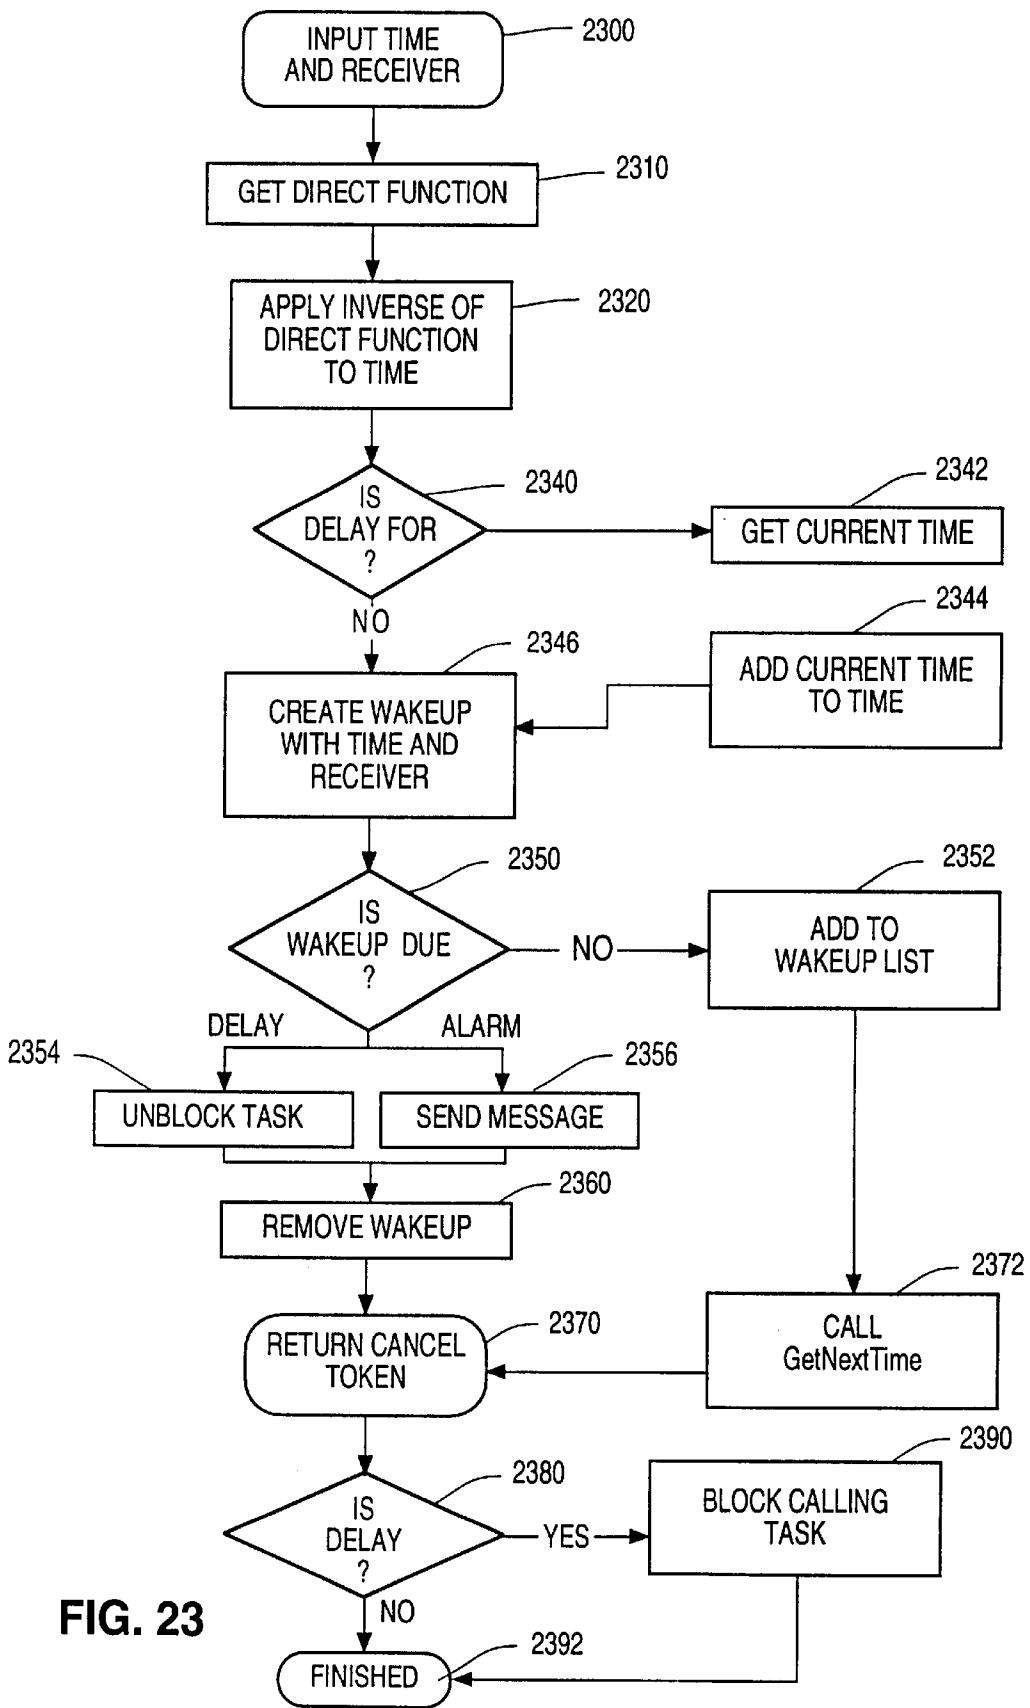 INPUT TIME
AND RECEIVER
2300
GET DIRECT FUNCTION
2310
APPLY INVERSE OF
DIRECT FUNCTION
TO TIME
2320
IS
DELAY FOR
?
2340
NO
GET CURRENT TIME
2342
ADD CURRENT TIME
TO TIME
2344
CREATE WAKEUP
WITH TIME AND
RECEIVER
2346
IS
WAKEUP DUE
?
2350
NO
ADD TO
WAKEUP LIST
2352
DELAY
ALARM
2354
UNBLOCK TASK
2356
SEND MESSAGE
2360
REMOVE WAKEUP
2372
CALL
GetNextTime
RETURN CANCEL
TOKEN
2370
IS
DELAY
?
2380
YES
BLOCK CALLING
TASK
2390
NO
FINISHED
2392
FIG. 23